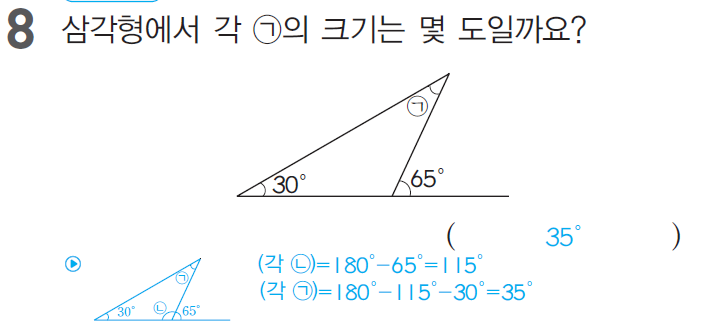 8 삼각형에서 각 ㉠의 크기는 몇 도일까요?
㉠
30° 65°
( 35° )
(각 ㉡)=180°-65°=115°
(각 ㉠)=180°-115°-30°=35°
㉠
30° ㉡ 65°